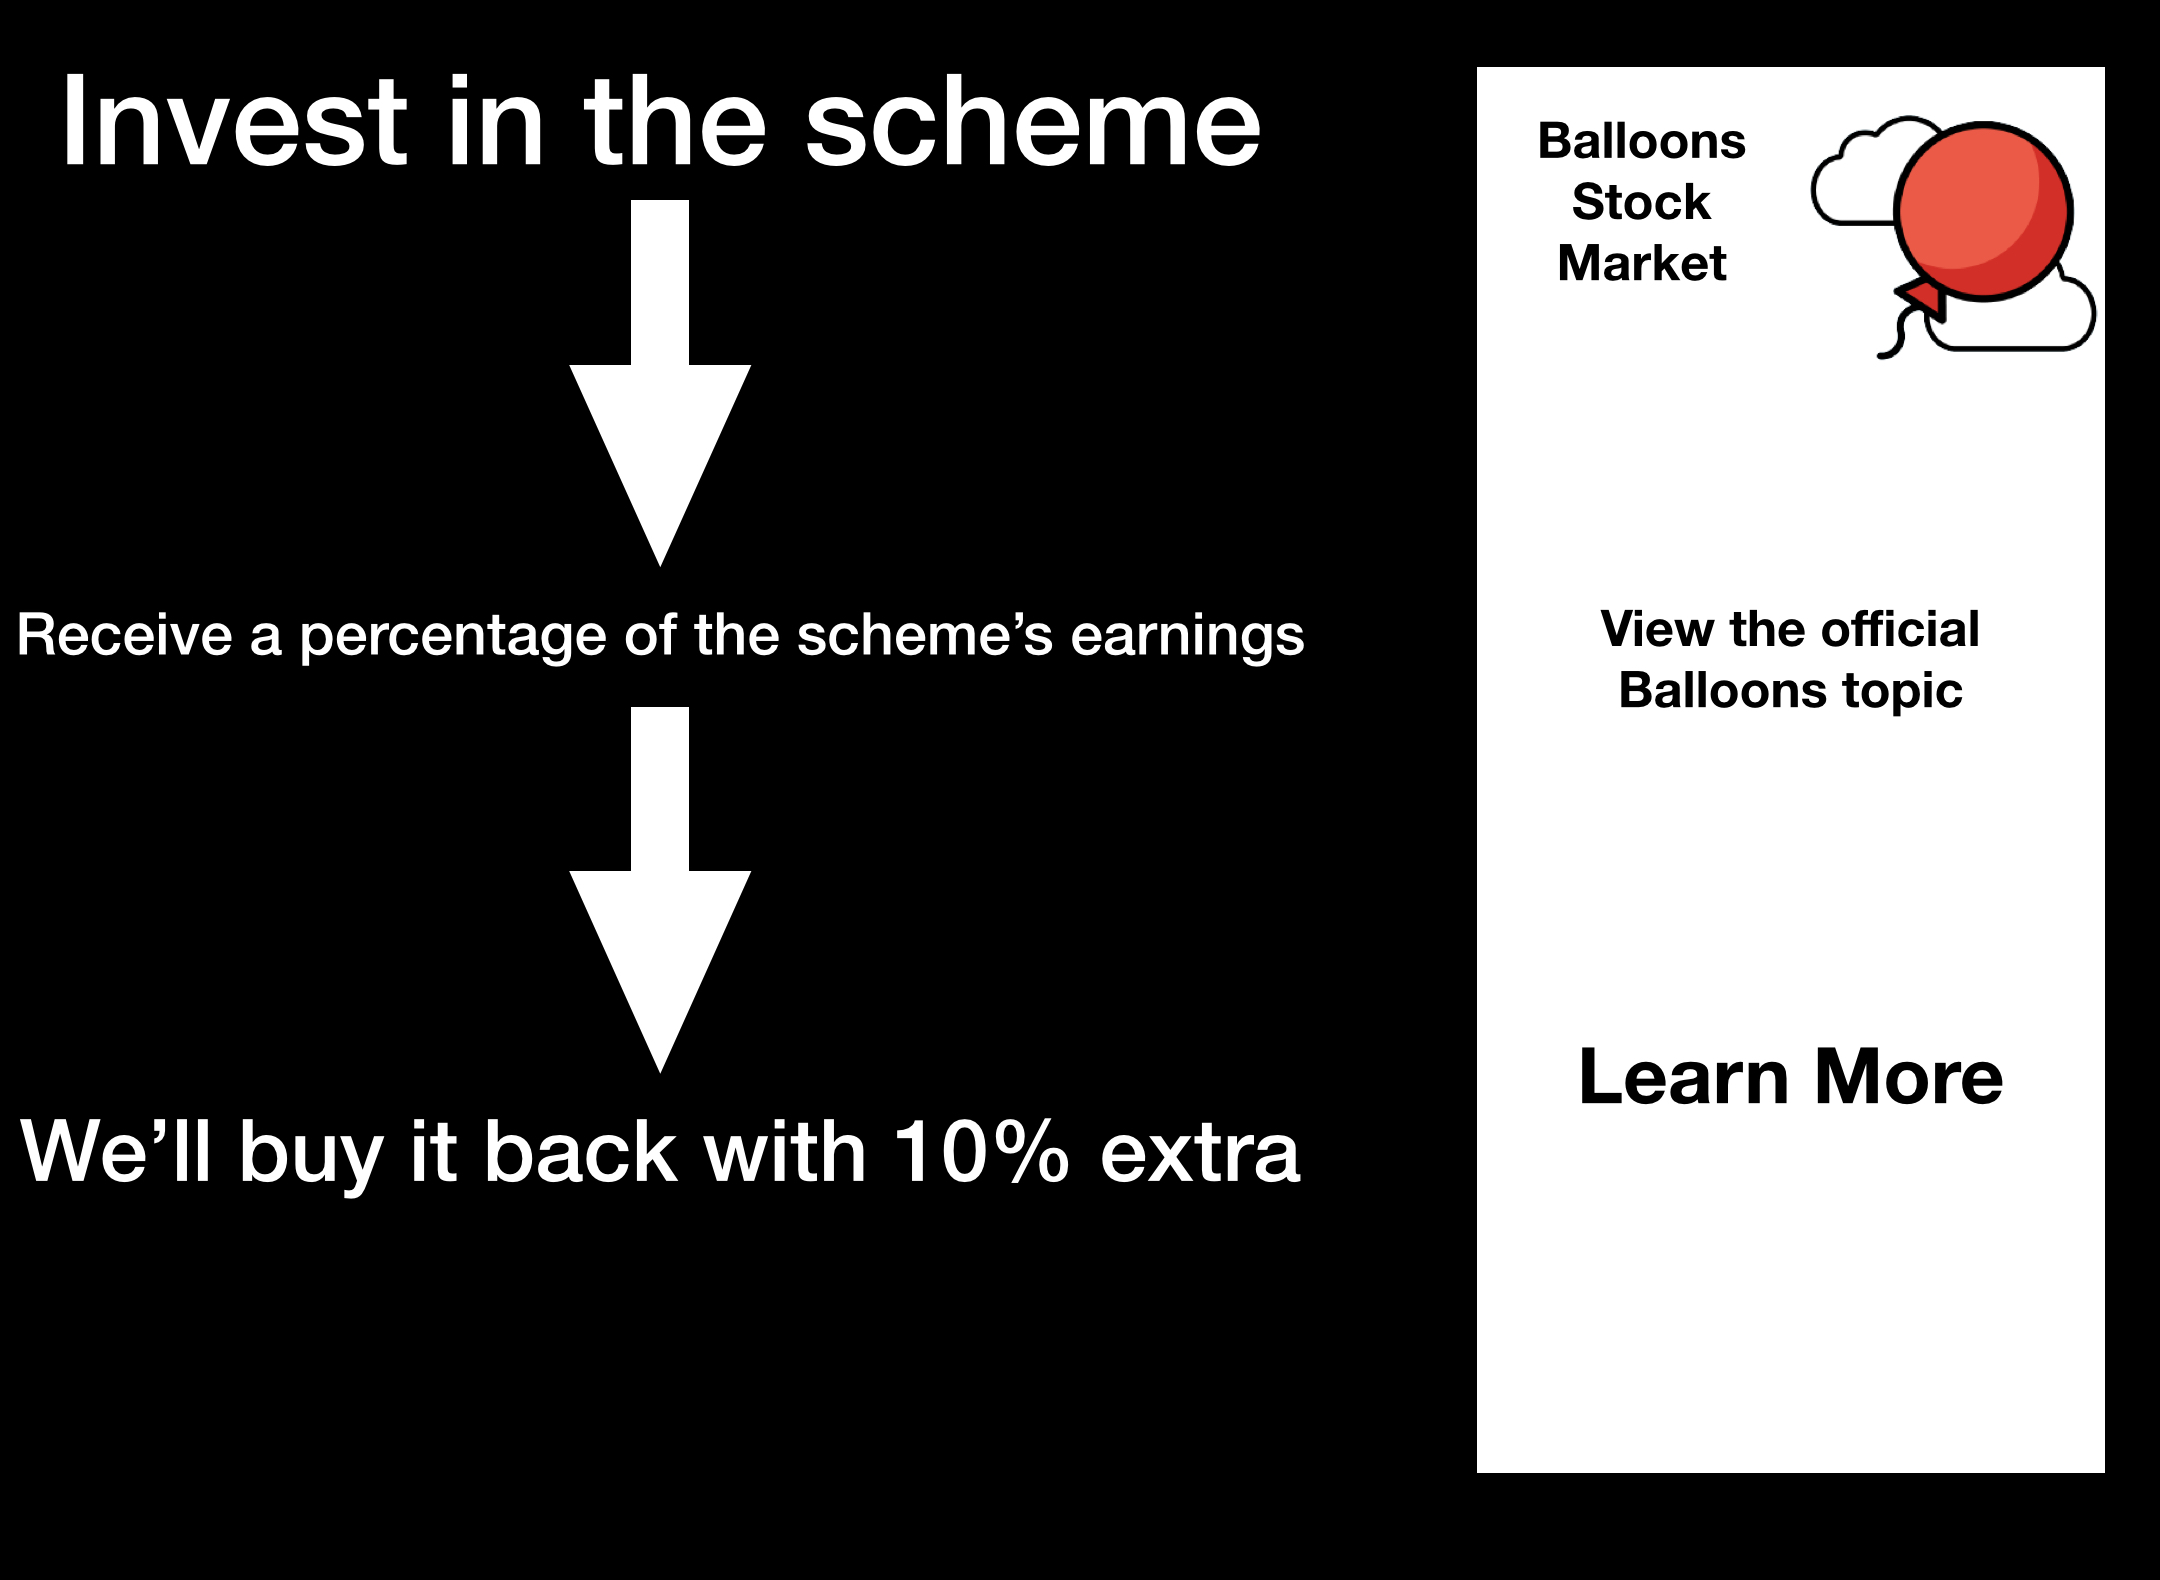 Invest in the scheme
Receive a percentage of the scheme’s earnings
We’ll buy it back with 10% extra
Balloons
Stock
Market
View the official
Balloons topic
Learn More